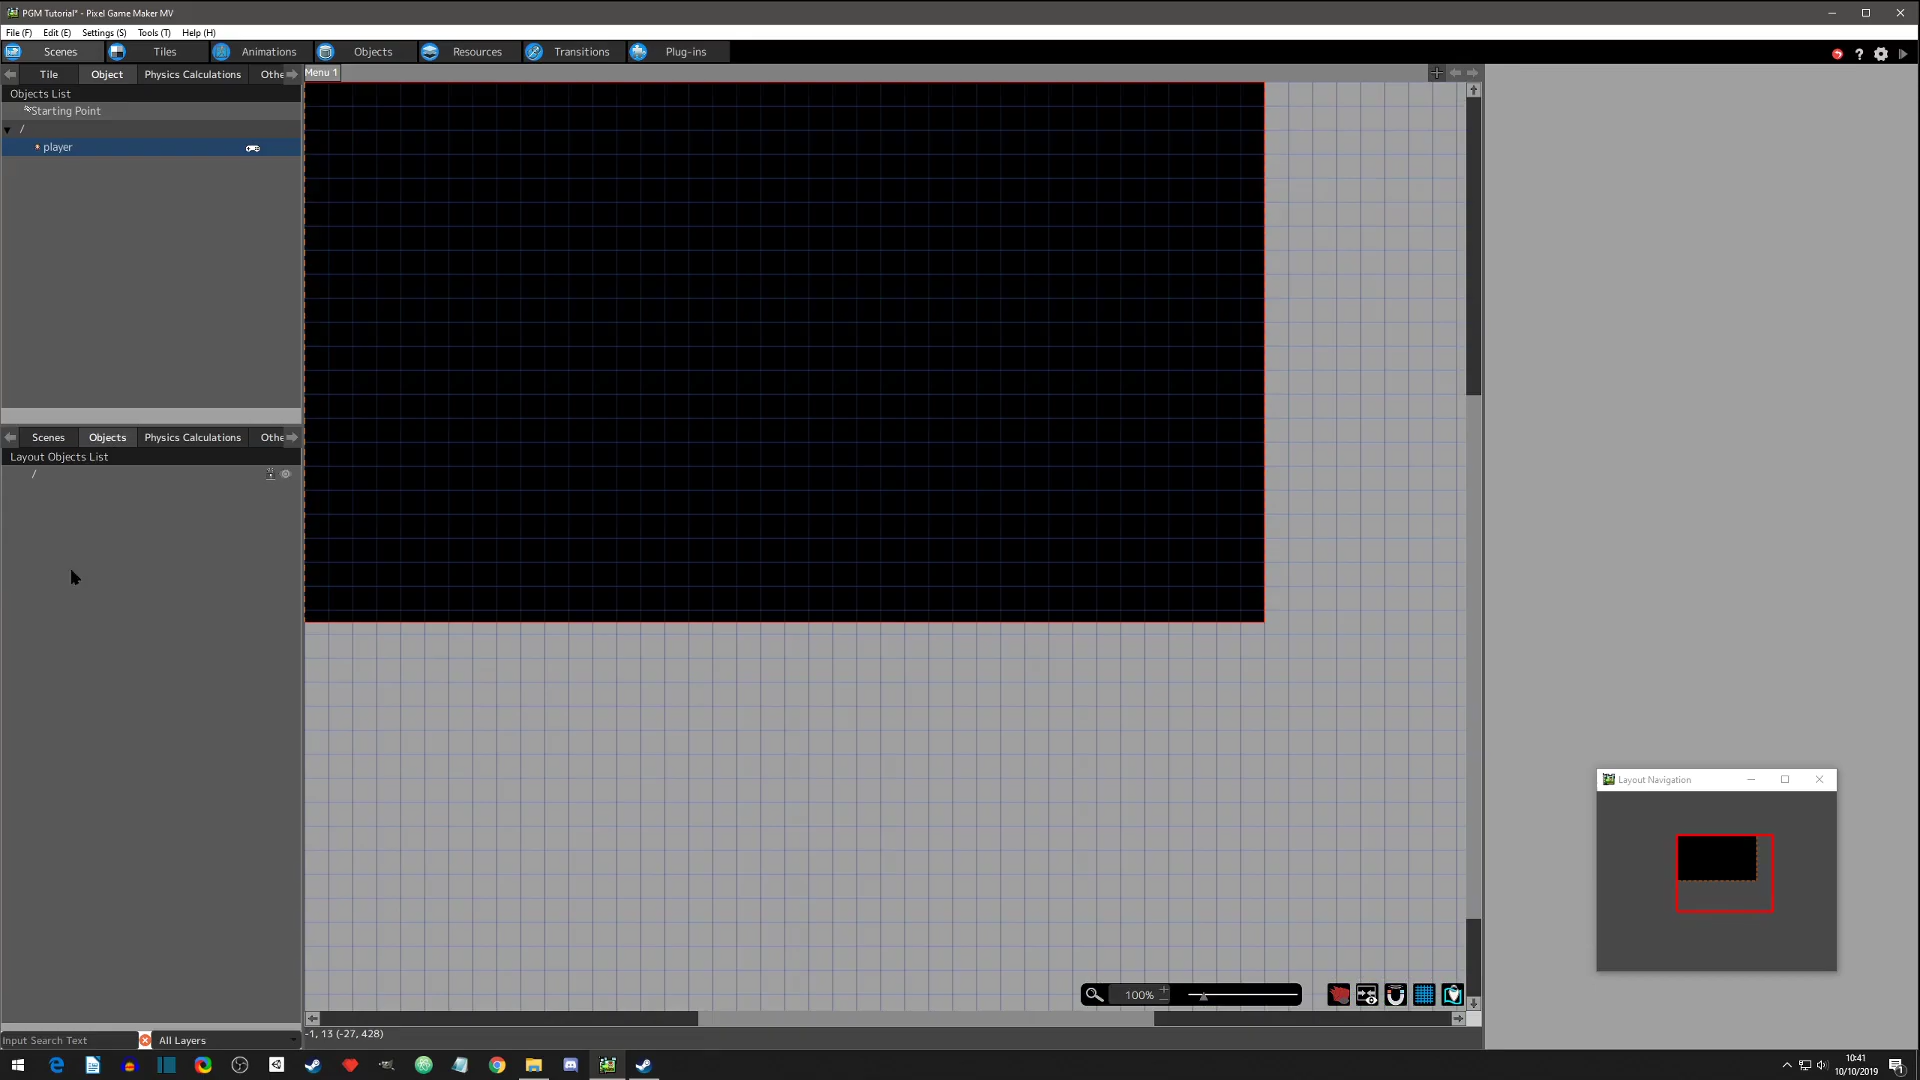 PGM Tutorial* - Pixel Game Maker MV
File (F) Edit (E) Settings (S) Tools (T) Help (H)
Scenes Tiles Animations Objects Resources Transitions Plug-ins
Tile Object Physics Calculations Othe
Menu 1
Objects List
Starting Point
/
player
Scenes Objects Physics Calculations Othe
Layout Objects List
/
Layout Navigation
100%
-1, 13 (-27, 428)
Input Search Text All Layers
10:41
10/10/2019